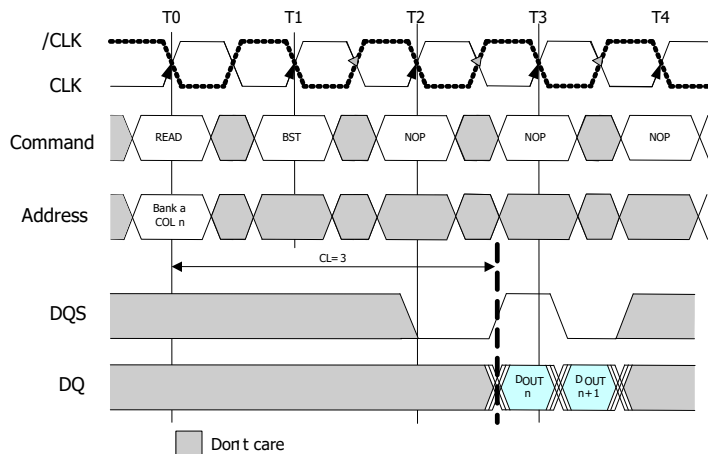 T0 T1 T2 T3 T4
/CLK
CLK
Command READ BST NOP NOP NOP
Address Bank a
COL n
CL= 3
DQS
DQ DOUT DOUT
n n+1
Don't care